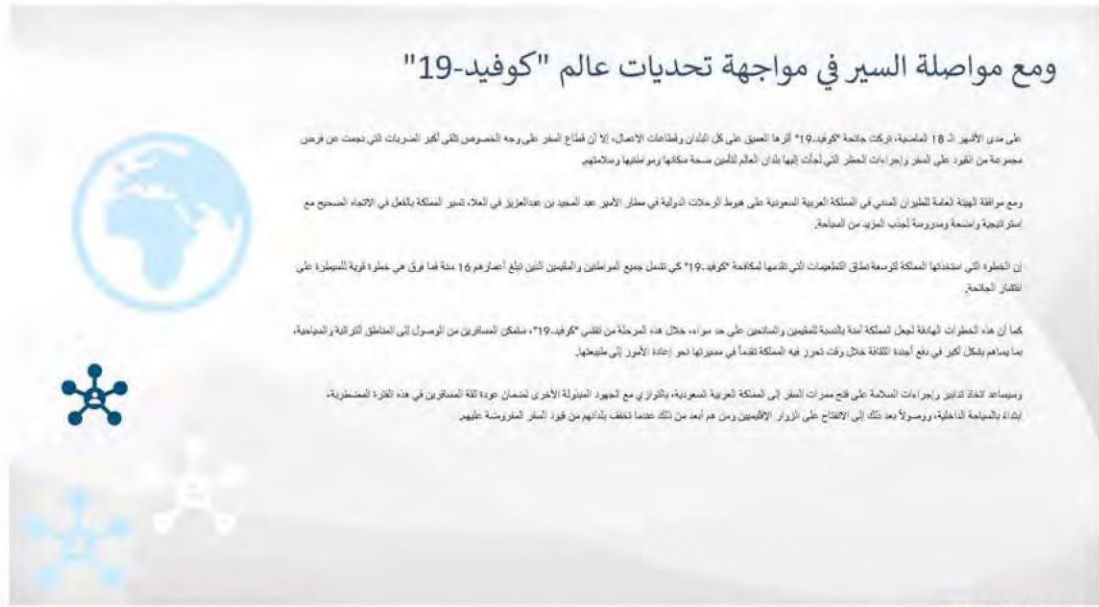 ومع مواصلة السير في مواجهة تحديات عالم "كوفيد-19"
على مدى الأشهر الـ 18 الماضية، تركت جائحة "كوفيد-19" أثرها العميق على كل البلدان وقطاعات الاعمال، إلا أن قطاع السفر على وجه الخصوص تلقى أكبر الضربات التي نجمت عن فرض
مجموعة من القيود على السفر وإجراءات الحظر التي لجأت إليها بلدان العالم لتأمين صحة سكانها ومواطنيها وسلامتهم.
ومع موافقة الهيئة العامة للطيران المدني في المملكة العربية السعودية على هبوط الرحلات الدولية في مطار الأمير عبد المجيد بن عبدالعزيز في العلا، تسير المملكة بالفعل في الاتجاه الصحيح مع
استراتيجية واضحة ومدروسة لجذب المزيد من السياحة.
إن الخطوة التي استخدتها المملكة لتوسعة نطاق التطعيمات التي تقدمها لمكافحة "كوفيد-19" كي تشمل جميع المواطنين والمقيمين الذين تبلغ أعمارهم 16 سنة فما فوق هي خطوة قوية للسيطرة على
انتشار الجائحة.
كما أن هذه الخطوات الهادفة لجعل المملكة آمنة بالنسبة للمقيمين والسائحين على حد سواء، خلال هذه المرحلة من تفشي "كوفيد-19"، ستمكن المسافرين من الوصول إلى المناطق التراثية والسياحية،
بما يساهم بشكل أكبر في دفع أجندة الثقافة خلال وقت تحرز فيه المملكة تقدماً في مسيرتها نحو إعادة الأمور إلى طبيعتها.
وسيساعد اتخاذ تدابير وإجراءات السلامة على فتح ممرات السفر إلى المملكة العربية السعودية، بالتوازي مع الجهود المبذولة الأخرى لضمان عودة ثقة المسافرين في هذه الفترة المضطربة،
ابتداءً بالسياحة الداخلية، ووصولاً بعد ذلك إلى الانفتاح على الزوار الإقليميين ومن هم أبعد من ذلك عندما تخفف بلدانهم من قيود السفر المفروضة عليهم.